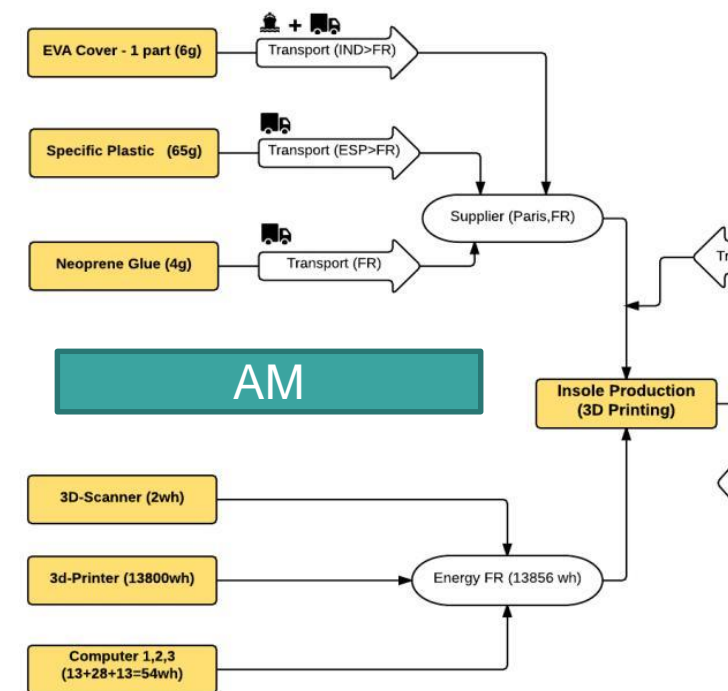 EVA Cover - 1 part (6g)
+
Transport (IND>FR)
Specific Plastic (65g)
Transport (ESP>FR)
Supplier (Paris,FR)
Neoprene Glue (4g)
Transport (FR)
AM
Insole Production
(3D Printing)
3D-Scanner (2wh)
3d-Printer (13800wh)
Energy FR (13856 wh)
Computer 1,2,3
(13+28+13=54wh)